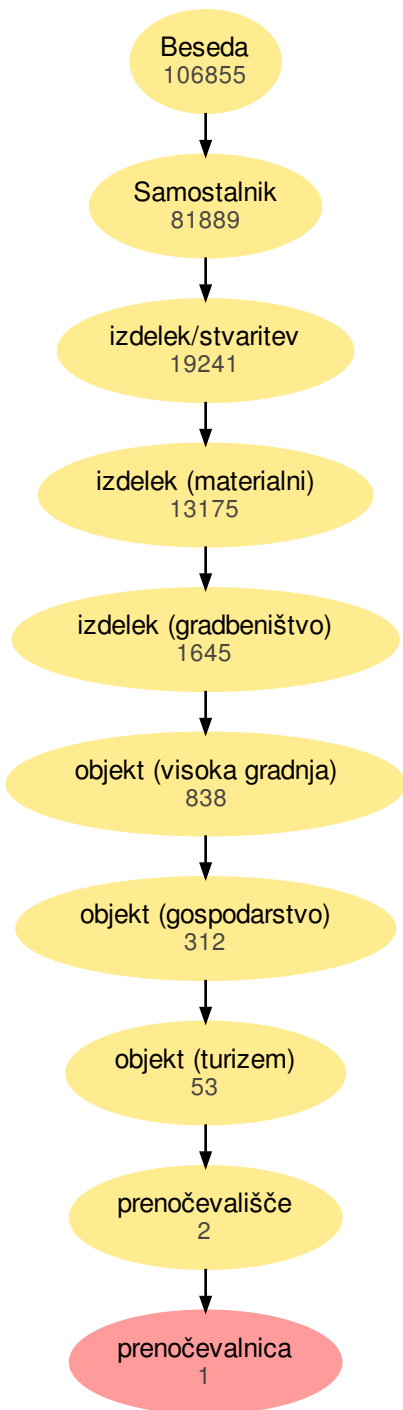 Beseda
106855
Samostalnik
81889
izdelek/stvaritev
19241
izdelek (materialni)
13175
izdelek (gradbeništvo)
1645
objekt (visoka gradnja)
838
objekt (gospodarstvo)
312
objekt (turizem)
53
prenočevališče
2
prenočevalnica
1